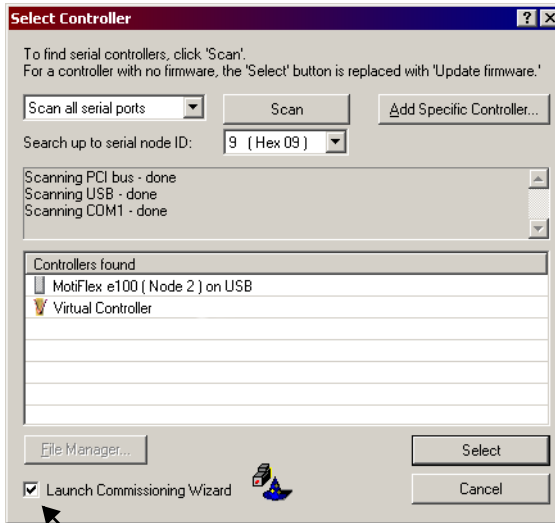 Select Controller
To find serial controllers, click 'Scan'.
For a controller with no firmware, the 'Select' button is replaced with 'Update firmware.'
Scan all serial ports
Scan
Add Specific Controller...
Search up to serial node ID:
9 ( Hex 09 )
Scanning PCI bus - done
Scanning USB - done
Scanning COM1 - done
Controllers found
MotiFlex e100 ( Node 2 ) on USB
Virtual Controller
File Manager...
Select
Launch Commissioning Wizard
Cancel